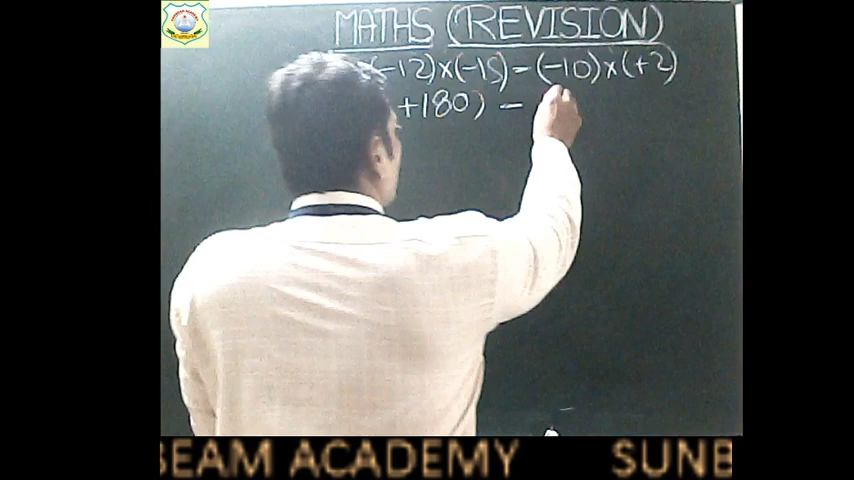 MATHS (REVISION)
(-12)×(-15)-(-10)×(+2)
+180) -
BEAM ACADEMY SUNB